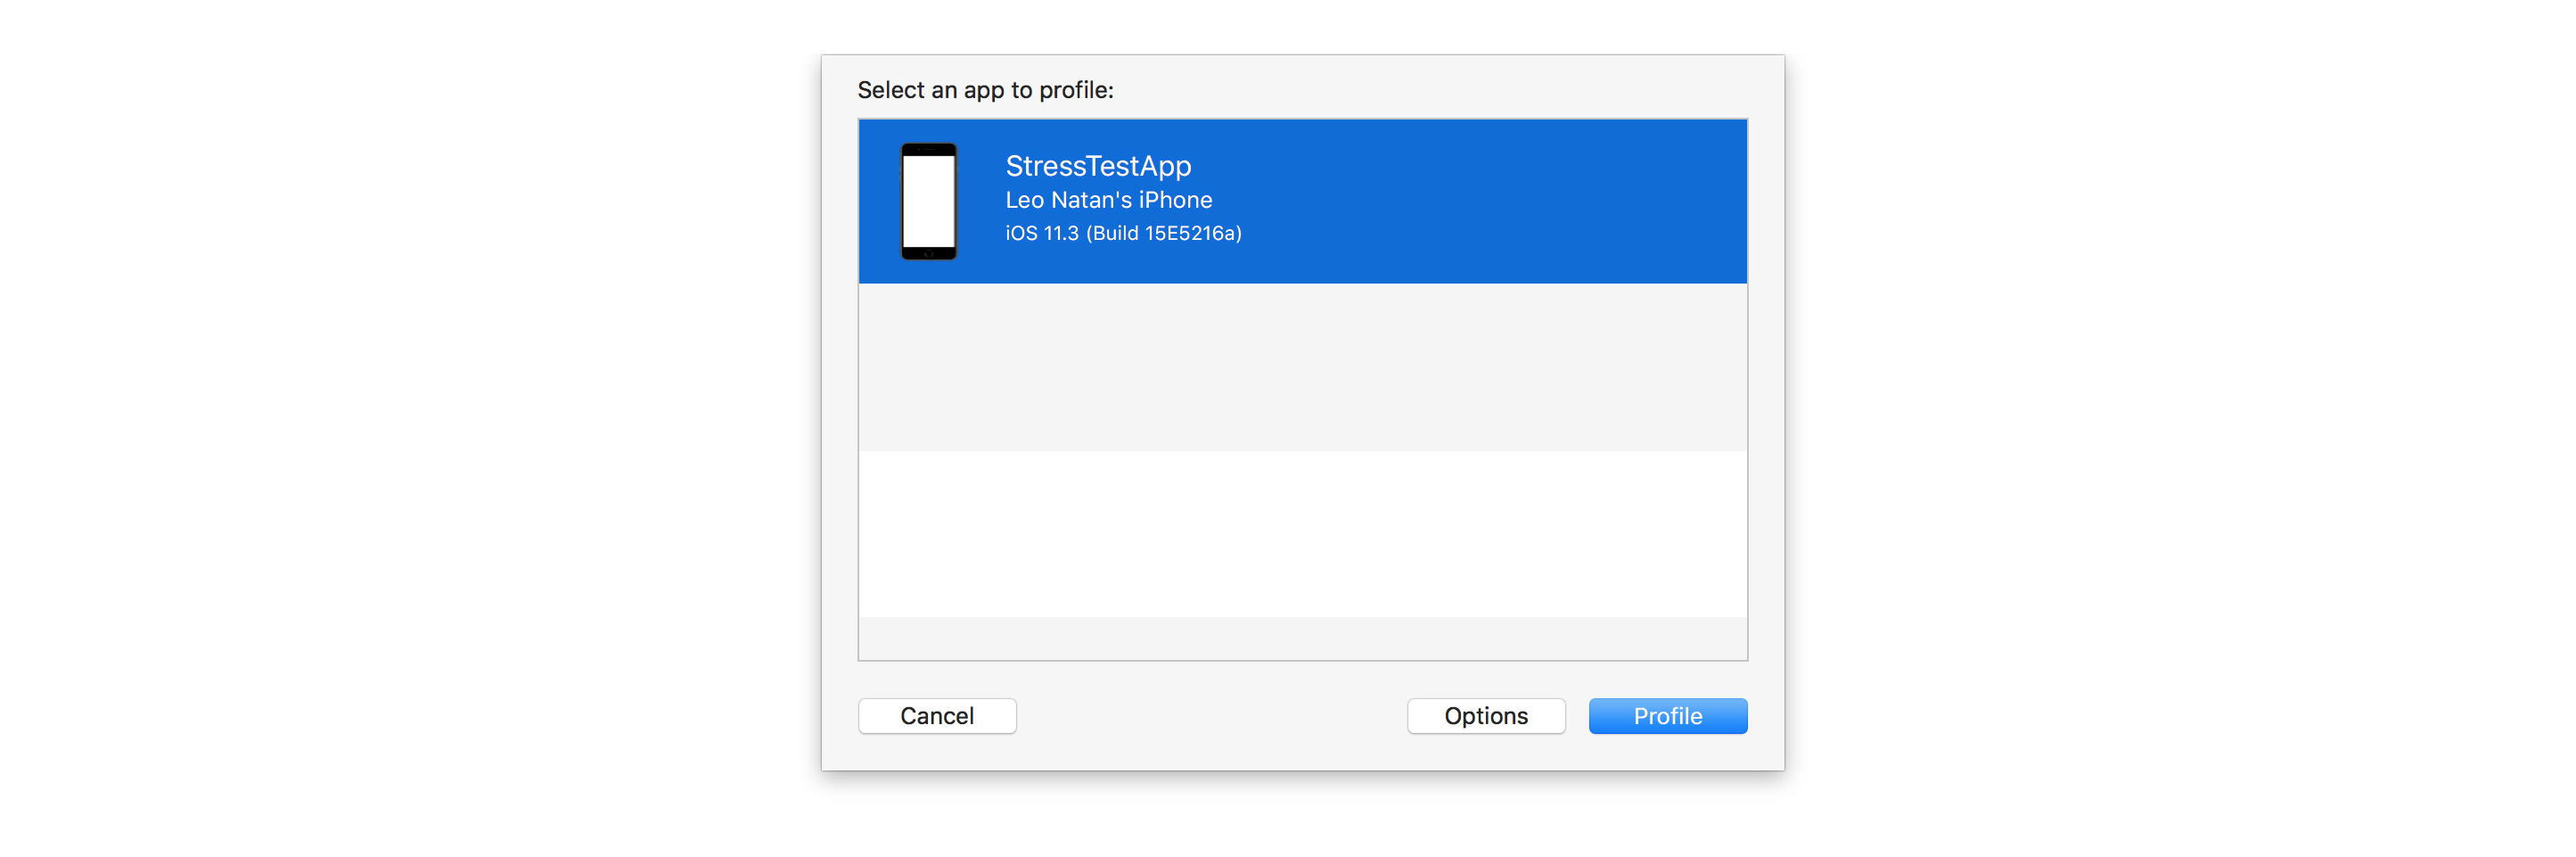 Select an app to profile:
StressTestApp
Leo Natan's iPhone
iOS 11.3 (Build 15E5216a)
Cancel
Options
Profile